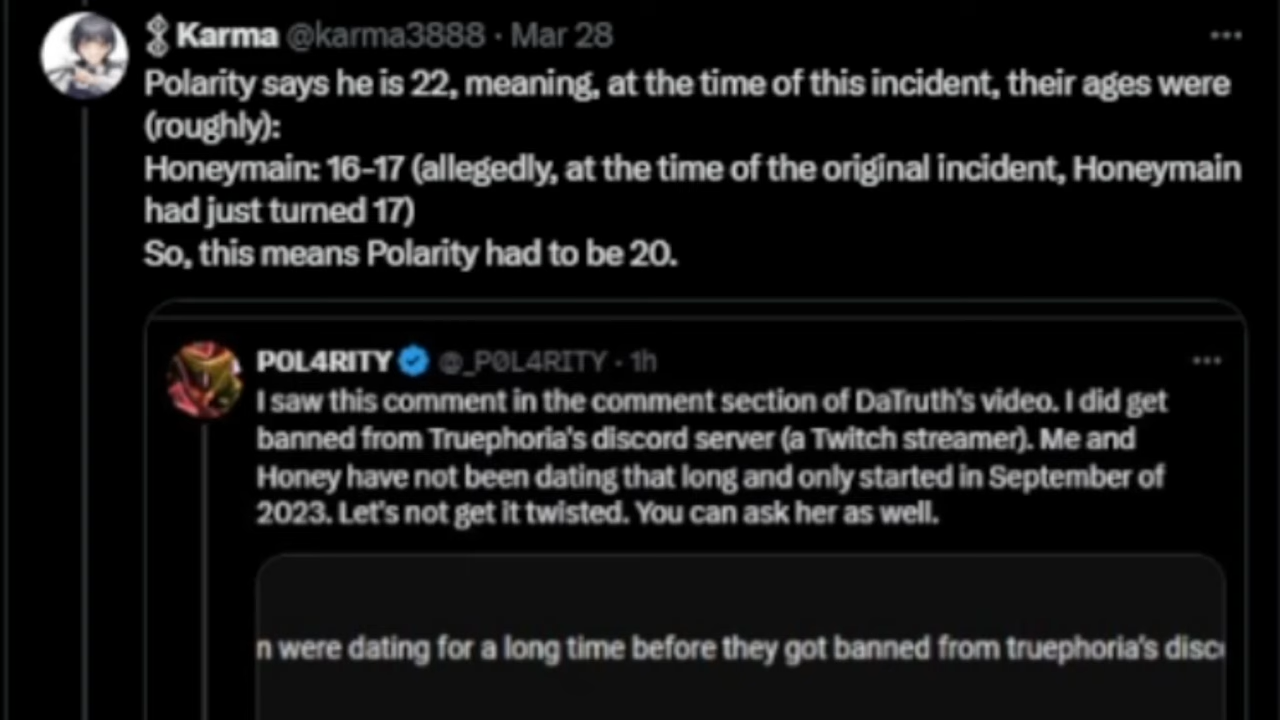 Karma @karma3888 · Mar 28
Polarity says he is 22, meaning, at the time of this incident, their ages were
(roughly):
Honeymain: 16-17 (allegedly, at the time of the original incident, Honeymain
had just turned 17)
So, this means Polarity had to be 20.
P0L4RITY @_P0L4RITY · 1h
I saw this comment in the comment section of DaTruth's video. I did get
banned from Truephoria's discord server (a Twitch streamer). Me and
Honey have not been dating that long and only started in September of
2023. Let's not get it twisted. You can ask her as well.
n were dating for a long time before they got banned from truephoria's disc